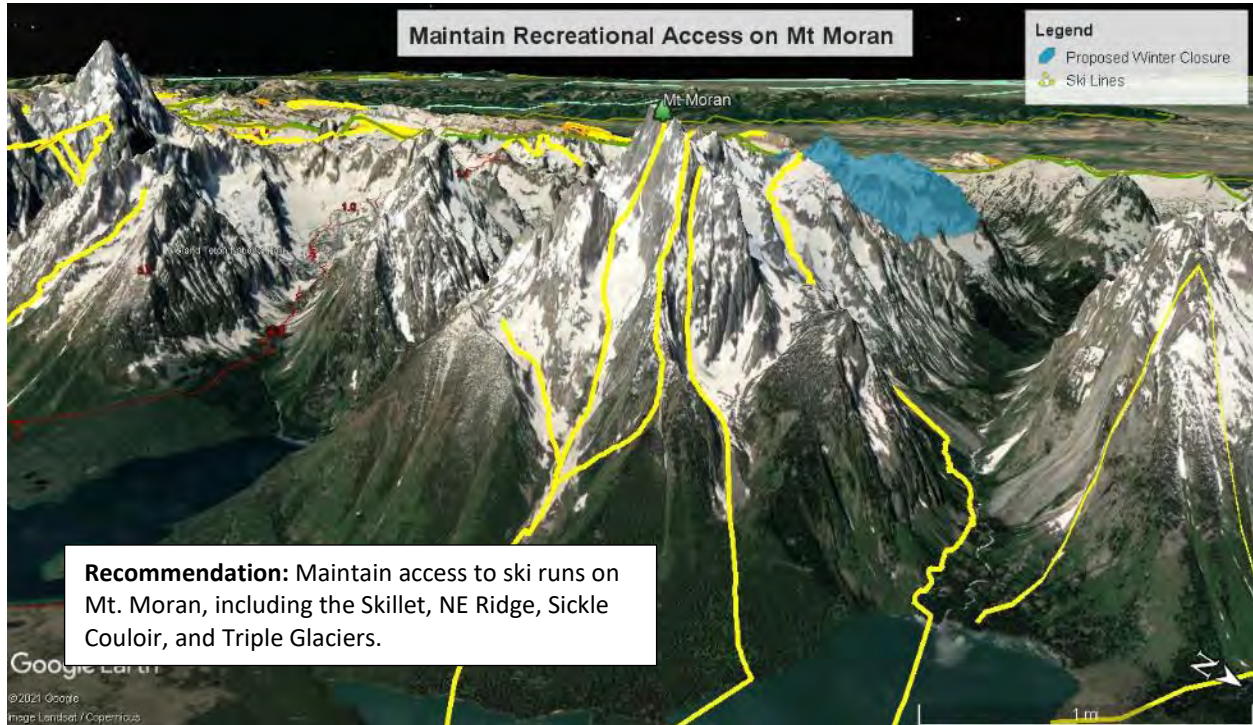 Maintain Recreational Access on Mt Moran
Legend
Proposed Winter Closure
Ski Lines
Mt Moran
1.0
Recommendation: Maintain access to ski runs on
Mt. Moran, including the Skillet, NE Ridge, Sickle
Couloir, and Triple Glaciers.
Google Earth
©2021 Google
Image Landsat / Copernicus
N
1 mi